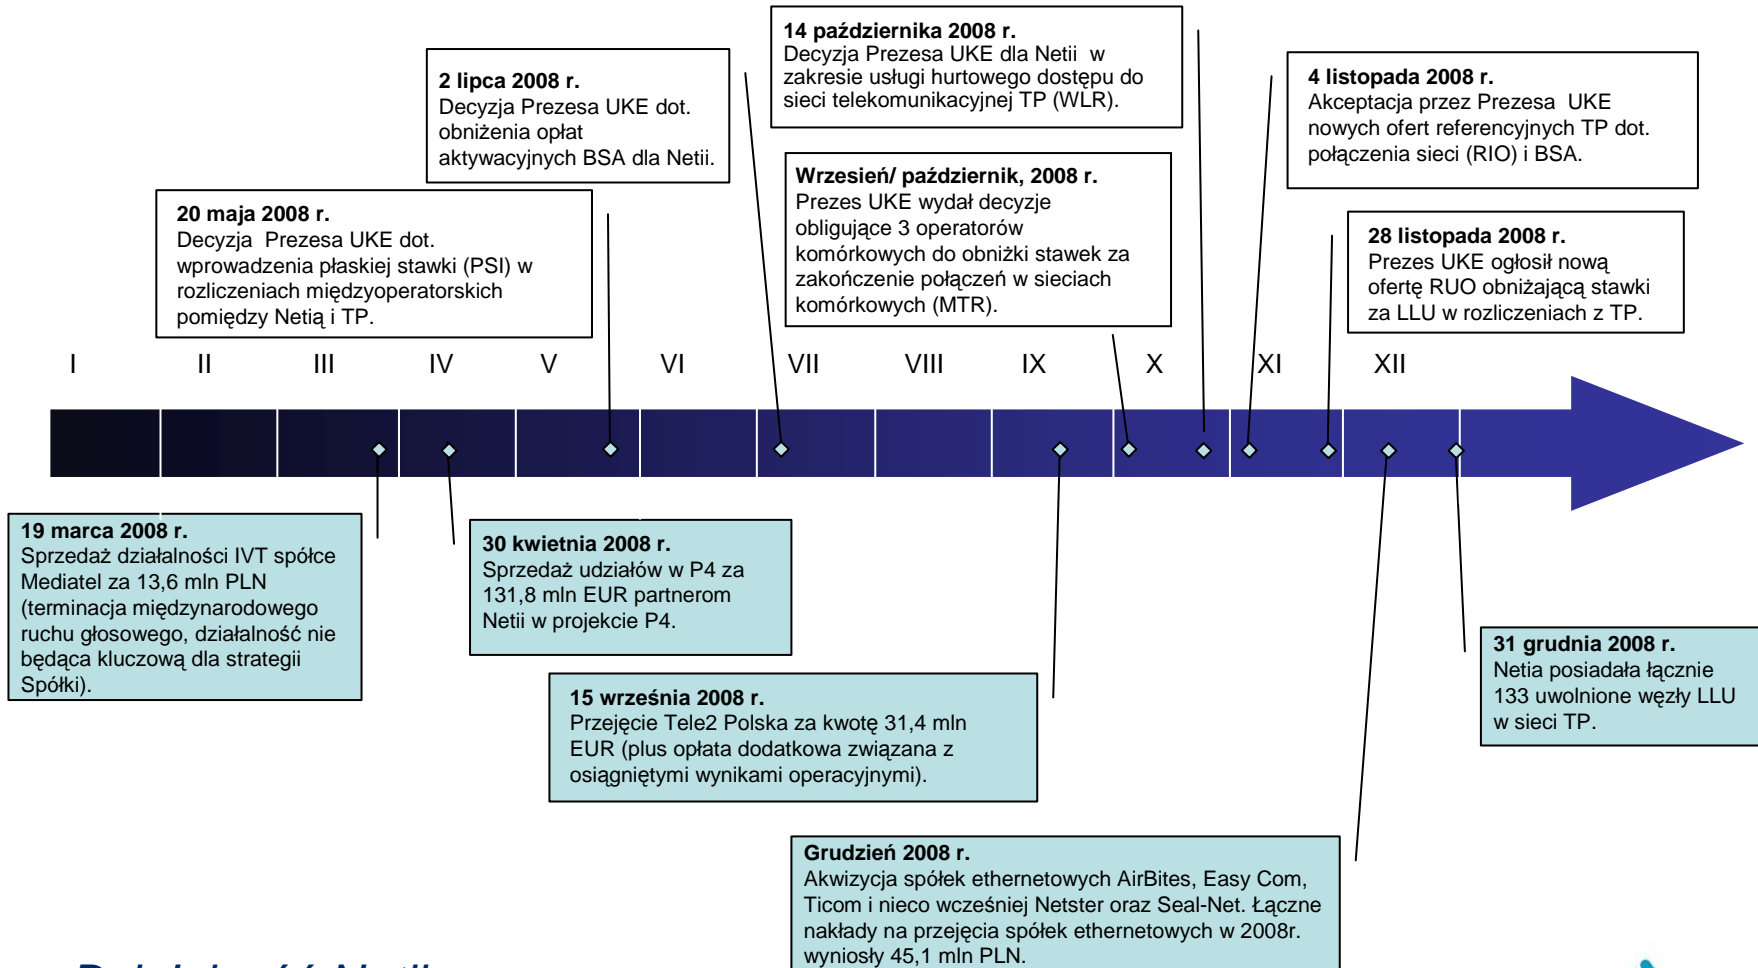 14 października 2008 r.
Decyzja Prezesa UKE dla Netii w
zakresie usługi hurtowego dostępu do
sieci telekomunikacyjnej TP (WLR).
2 lipca 2008 r.
Decyzja Prezesa UKE dot.
obniżenia opłat
aktywacyjnych BSA dla Netii.
4 listopada 2008 r.
Akceptacja przez Prezesa UKE
nowych ofert referencyjnych TP dot.
połączenia sieci (RIO) i BSA.
Wrzesień/ październik, 2008 r.
Prezes UKE wydał decyzje
obligujące 3 operatorów
komórkowych do obniżki stawek za
zakończenie połączeń w sieciach
komórkowych (MTR).
20 maja 2008 r.
Decyzja Prezesa UKE dot.
wprowadzenia płaskiej stawki (PSI) w
rozliczeniach międzyoperatorskich
pomiędzy Netią i TP.
28 listopada 2008 r.
Prezes UKE ogłosił nową
ofertę RUO obniżającą stawki
za LLU w rozliczeniach z TP.
I II III IV V VI VII VIII IX X XI XII
19 marca 2008 r.
Sprzedaż działalności IVT spółce
Mediatel za 13,6 mln PLN
(terminacja międzynarodowego
ruchu głosowego, działalność nie
będąca kluczową dla strategii
Spółki).
30 kwietnia 2008 r.
Sprzedaż udziałów w P4 za
131,8 mln EUR partnerom
Netii w projekcie P4.
31 grudnia 2008 r.
Netia posiadała łącznie
133 uwolnione węzły LLU
w sieci TP.
15 września 2008 r.
Przejęcie Tele2 Polska za kwotę 31,4 mln
EUR (plus opłata dodatkowa związana z
osiągniętymi wynikami operacyjnymi).
Grudzień 2008 r.
Akwizycja spółek ethernetowych AirBites, Easy Com,
Ticom i nieco wcześniej Netster oraz Seal-Net. Łączne
nakłady na przejęcia spółek ethernetowych w 2008r.
wyniosły 45,1 mln PLN.